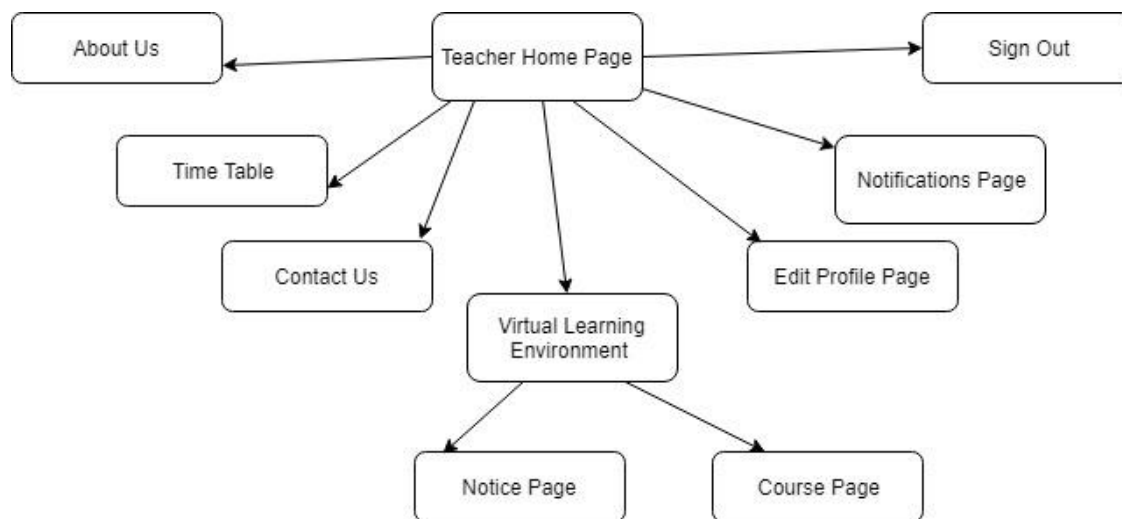 About Us
Teacher Home Page
Sign Out
Time Table
Notifications Page
Contact Us
Edit Profile Page
Virtual Learning
Environment
Notice Page
Course Page